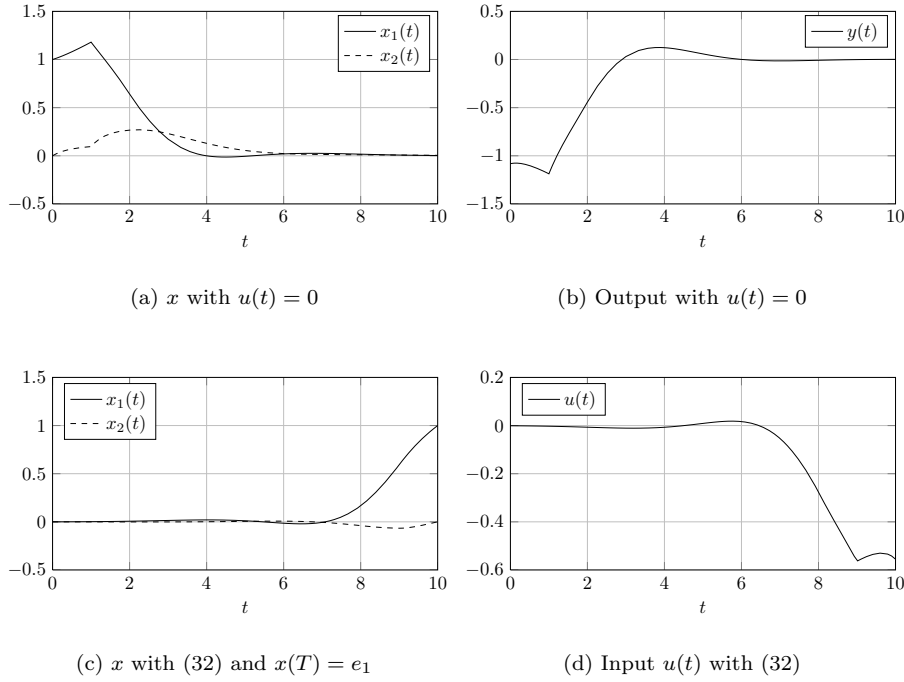 1.5
1
0.5
0
−0.5
0 2 4 6 8 10
t
x₁(t)
x₂(t)
(a) x with u(t) = 0
0.5
0
−0.5
−1
−1.5
0 2 4 6 8 10
t
y(t)
(b) Output with u(t) = 0
1.5
1
0.5
0
−0.5
0 2 4 6 8 10
t
x₁(t)
x₂(t)
(c) x with (32) and x(T) = e₁
0.2
0
−0.2
−0.4
−0.6
0 2 4 6 8 10
t
u(t)
(d) Input u(t) with (32)